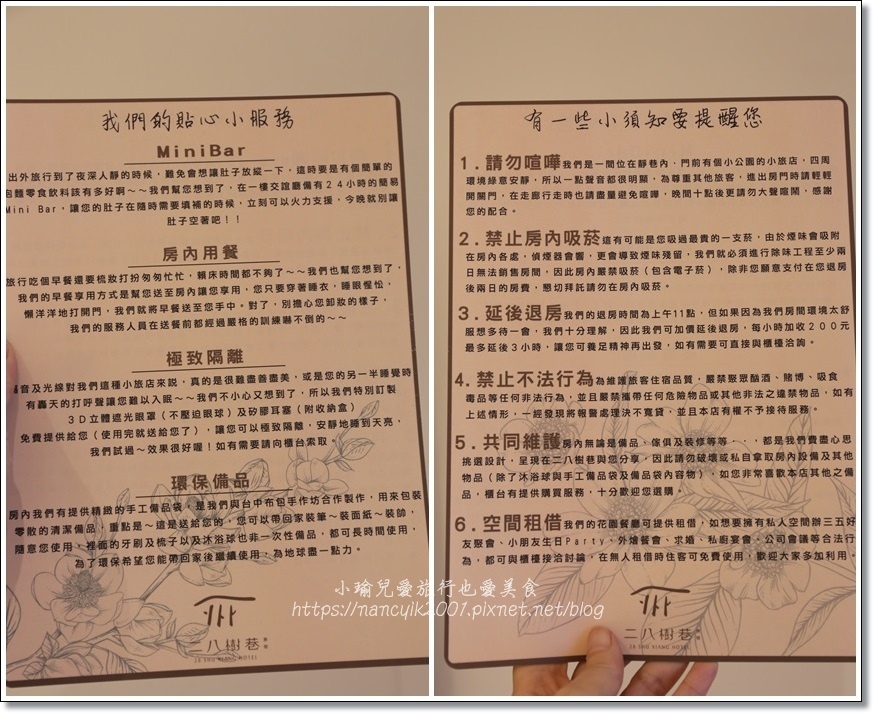 我們的貼心小服務
MiniBar
出外旅行到了夜深人靜的時候，難免會想讓肚子放縱一下，這時要是有個簡單的
泡麵零食飲料該有多好啊～～我們幫您想到了，在一樓交誼廳備有24小時的簡易
Mini Bar，讓您的肚子在隨時需要填補的時候，立刻可以火力支援，今晚就別讓
肚子空著吧！！
房內用餐
旅行吃個早餐還要梳妝打扮匆匆忙忙，賴床時間都不夠了～～我們也幫您想到了，
我們的早餐享用方式是幫您送至房內讓您享用，您只要穿著睡衣，睡眼惺忪，
懶洋洋地打開門，我們就將早餐送至您手中。對了，別擔心您卸妝的樣子，
我們的服務人員在送餐前都經過嚴格的訓練嚇不倒的～～
極致隔離
音及光線對我們這種小旅店來說，真的是很難盡善盡美，或是您的另一半睡覺時
有轟天的打呼聲讓您難以入眠～～我們不小心又想到了，所以我們特別訂製
3D立體遮光眼罩（不壓迫眼球）及矽膠耳塞（附收納盒）
免費提供給您（使用完就送給您了），讓您可以極致隔離，安靜地睡到天亮，
我們試過～效果很好喔！如有需要請向櫃台索取。
環保備品
房內我們有提供精緻的手工備品袋，是我們與台中布包手作坊合作製作，用來包裝
零散的清潔備品，重點是～這是送給您的，您可以帶回家裝筆～裝面紙～裝帥，
隨意您使用，裡面的牙刷及梳子以及沐浴球也非一次性備品，都可長時間使用，
為了環保希望您能帶回家後繼續使用，為地球盡一點力。
二八樹巷
28 SHU XIANG HOTEL
有一些小須知要提醒您
1.請勿喧嘩我們是一間位在靜巷內，門前有個小公園的小旅店，四周
環境綠意安靜，所以一點聲音都很明顯，為尊重其他旅客，進出房門時請輕輕
開關門，在走廊行走時也請盡量避免喧嘩，晚間十點後更請勿大聲喧鬧，感謝
您的配合。
2.禁止房內吸菸這有可能是您吸過最貴的一支菸，由於煙味會吸附
在房內各處，偵煙器會響，更會導致煙味殘留，我們就必須進行除味工程至少兩
日無法銷售房間，因此房內嚴禁吸菸（包含電子菸），除非您願意支付在您退房
後兩日的房費，懇切拜託請勿在房內吸菸。
3.延後退房我們的退房時間為上午11點，但如果因為我們房間環境太舒
服想多待一會，我們十分理解，因此我們可加價延後退房，每小時加收200元
最多延後3小時，讓您可養足精神再出發，如有需要可直接與櫃檯洽詢。
4.禁止不法行為為維護旅客住宿品質，嚴禁聚眾酗酒、賭博、吸食
毒品等任何非法行為，並且嚴禁攜帶任何危險物品或其他非法之違禁物品，如有
上述情形，一經發現將報警處理決不寬貸，並且本店有權不予接待服務。
5.共同維護房內無論是備品、傢俱及裝修等等..，都是我們費盡心思
挑選設計，呈現在二八樹巷與您分享，因此請勿破壞或私自拿取房內設備及其他
物品（除了沐浴球與手工備品袋及備品袋內容物），如您非常喜歡本店其他之備
品，櫃台有提供購買服務，十分歡迎您選購。
6.空間租借我們的花園餐廳可提供租借，如想要擁有私人空間辦三五好
友聚會、小朋友生日Party、外燴餐會、求婚、私廚宴會、公司會議等合法行
為，都可與櫃檯接洽討論，在無人租借時住客可免費使用，歡迎大家多加利用。
二八樹巷
28 SHU XIANG HOTEL
小瑜兒愛旅行也愛美食
https://nancyik2001.pixnet.net/blog